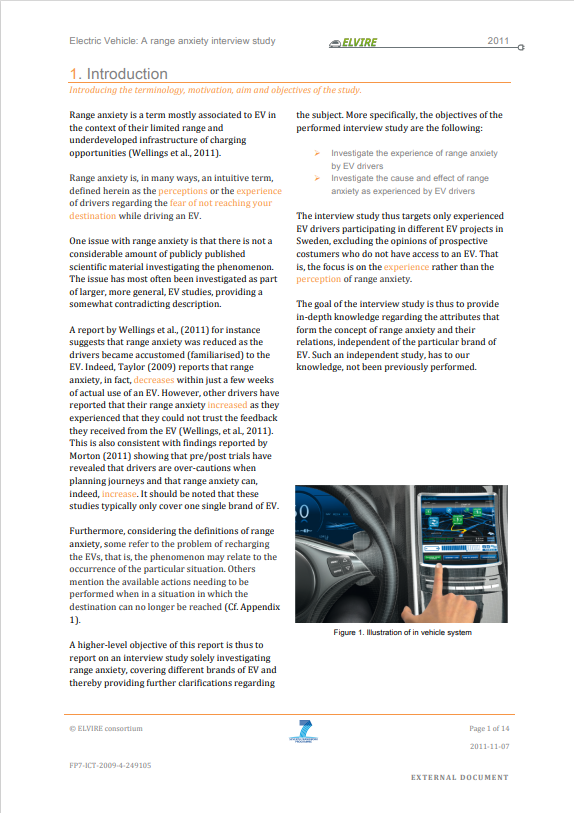 Electric Vehicle: A range anxiety interview study
ELVIRE
2011
1. Introduction
Introducing the terminology, motivation, aim and objectives of the study.
Range anxiety is a term mostly associated to EV in
the context of their limited range and
underdeveloped infrastructure of charging
opportunities (Wellings et al., 2011).
Range anxiety is, in many ways, an intuitive term,
defined herein as the perceptions or the experience
of drivers regarding the fear of not reaching your
destination while driving an EV.
One issue with range anxiety is that there is not a
considerable amount of publicly published
scientific material investigating the phenomenon.
The issue has most often been investigated as part
of larger, more general, EV studies, providing a
somewhat contradicting description.
A report by Wellings et al., (2011) for instance
suggests that range anxiety was reduced as the
drivers became accustomed (familiarised) to the
EV. Indeed, Taylor (2009) reports that range
anxiety, in fact, decreases within just a few weeks
of actual use of an EV. However, other drivers have
reported that their range anxiety increased as they
experienced that they could not trust the feedback
they received from the EV (Wellings, et al., 2011).
This is also consistent with findings reported by
Morton (2011) showing that pre/post trials have
revealed that drivers are over-cautions when
planning journeys and that range anxiety can,
indeed, increase. It should be noted that these
studies typically only cover one single brand of EV.
Furthermore, considering the definitions of range
anxiety, some refer to the problem of recharging
the EVs, that is, the phenomenon may relate to the
occurrence of the particular situation. Others
mention the available actions needing to be
performed when in a situation in which the
destination can no longer be reached (Cf. Appendix
1).
A higher-level objective of this report is thus to
report on an interview study solely investigating
range anxiety, covering different brands of EV and
thereby providing further clarifications regarding
the subject. More specifically, the objectives of the
performed interview study are the following:
➢ Investigate the experience of range anxiety
by EV drivers
➢ Investigate the cause and effect of range
anxiety as experienced by EV drivers
The interview study thus targets only experienced
EV drivers participating in different EV projects in
Sweden, excluding the opinions of prospective
costumers who do not have access to an EV. That
is, the focus is on the experience rather than the
perception of range anxiety.
The goal of the interview study is thus to provide
in-depth knowledge regarding the attributes that
form the concept of range anxiety and their
relations, independent of the particular brand of
EV. Such an independent study, has to our
knowledge, not been previously performed.
Figure 1. Illustration of in vehicle system
© ELVIRE consortium
Page 1 of 14
2011-11-07
FP7-ICT-2009-4-249105
EXTERNAL DOCUMENT